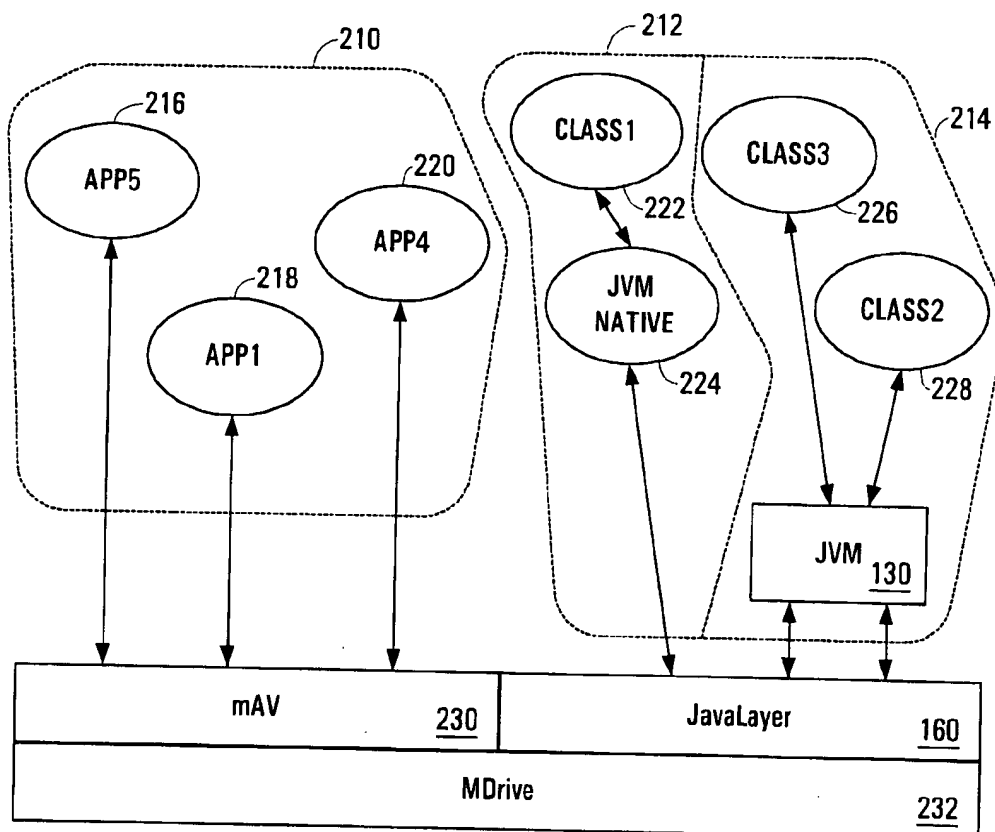 210
212
216
CLASS1
214
APP5
220
CLASS3
222
226
APP4
218
JVM
NATIVE
CLASS2
APP1
224
228
JVM
130
mAV
230
JavaLayer
160
MDrive
232